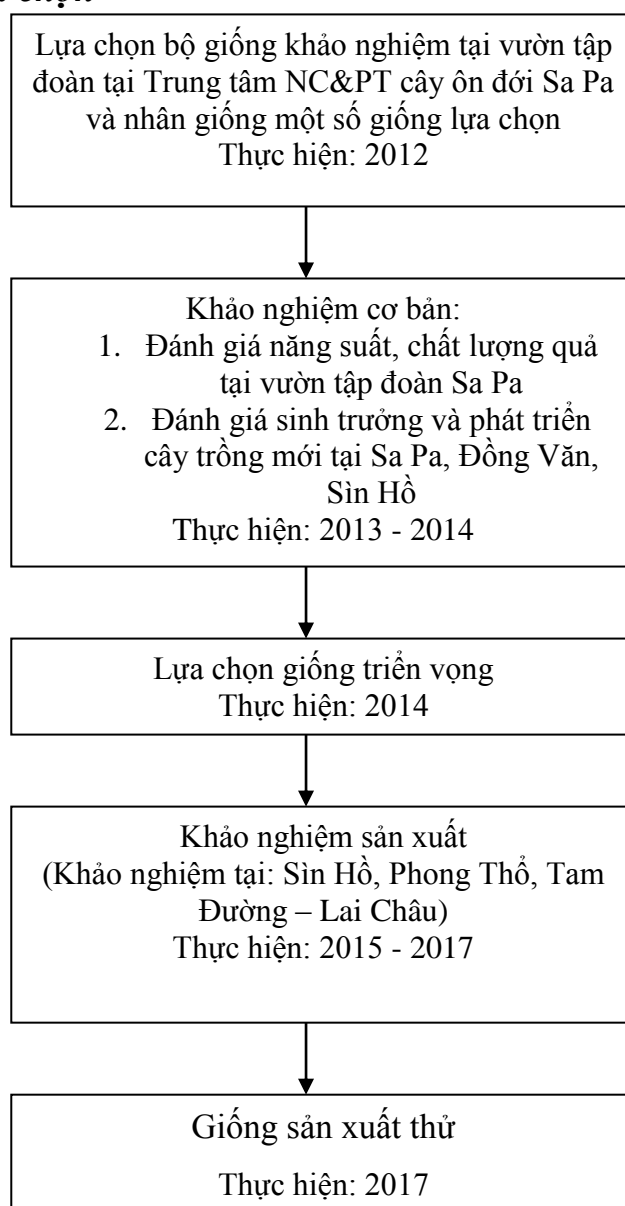 Lựa chọn bộ giống khảo nghiệm tại vườn tập
đoàn tại Trung tâm NC&PT cây ôn đới Sa Pa
và nhân giống một số giống lựa chọn
Thực hiện: 2012
Khảo nghiệm cơ bản:
1. Đánh giá năng suất, chất lượng quả
tại vườn tập đoàn Sa Pa
2. Đánh giá sinh trưởng và phát triển
cây trồng mới tại Sa Pa, Đồng Văn,
Sìn Hồ
Thực hiện: 2013 - 2014
Lựa chọn giống triển vọng
Thực hiện: 2014
Khảo nghiệm sản xuất
(Khảo nghiệm tại: Sìn Hồ, Phong Thổ, Tam
Đường – Lai Châu)
Thực hiện: 2015 - 2017
Giống sản xuất thử
Thực hiện: 2017